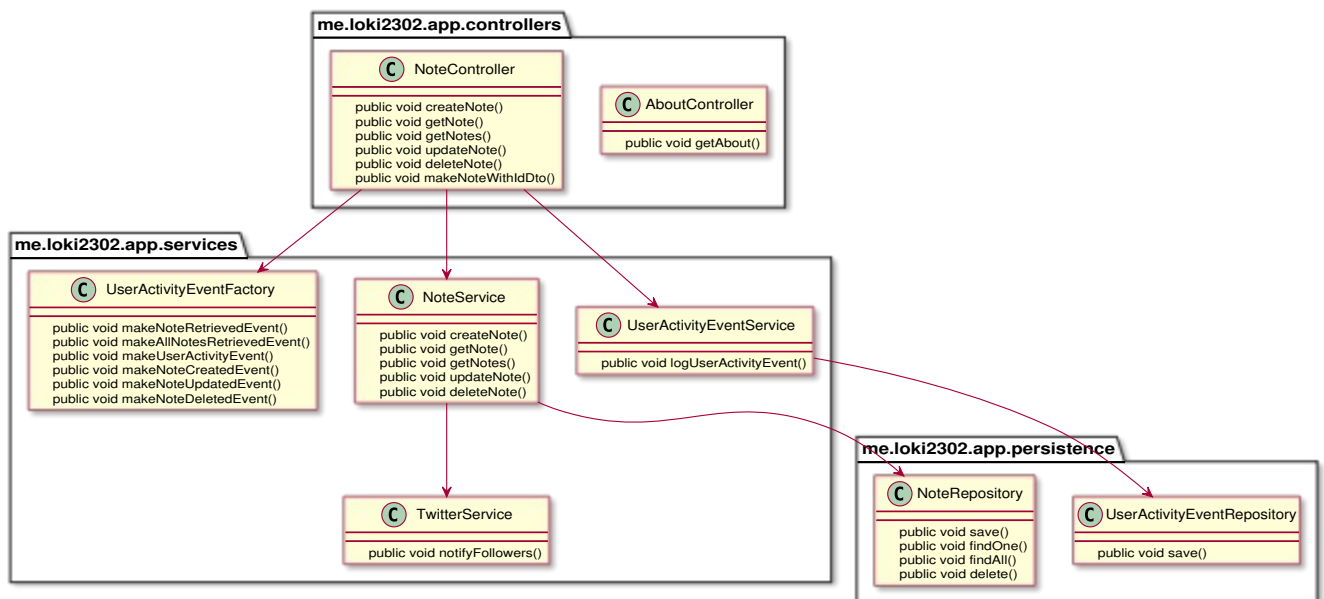 me.loki2302.app.controllers
C NoteController
public void createNote()
public void getNote()
public void getNotes()
public void updateNote()
public void deleteNote()
public void makeNoteWithIdDto()
C AboutController
public void getAbout()
me.loki2302.app.services
C UserActivityEventFactory
public void makeNoteRetrievedEvent()
public void makeAllNotesRetrievedEvent()
public void makeUserActivityEvent()
public void makeNoteCreatedEvent()
public void makeNoteUpdatedEvent()
public void makeNoteDeletedEvent()
C NoteService
public void createNote()
public void getNote()
public void getNotes()
public void updateNote()
public void deleteNote()
C UserActivityEventService
public void logUserActivityEvent()
C TwitterService
public void notifyFollowers()
me.loki2302.app.persistence
C NoteRepository
public void save()
public void findOne()
public void findAll()
public void delete()
C UserActivityEventRepository
public void save()